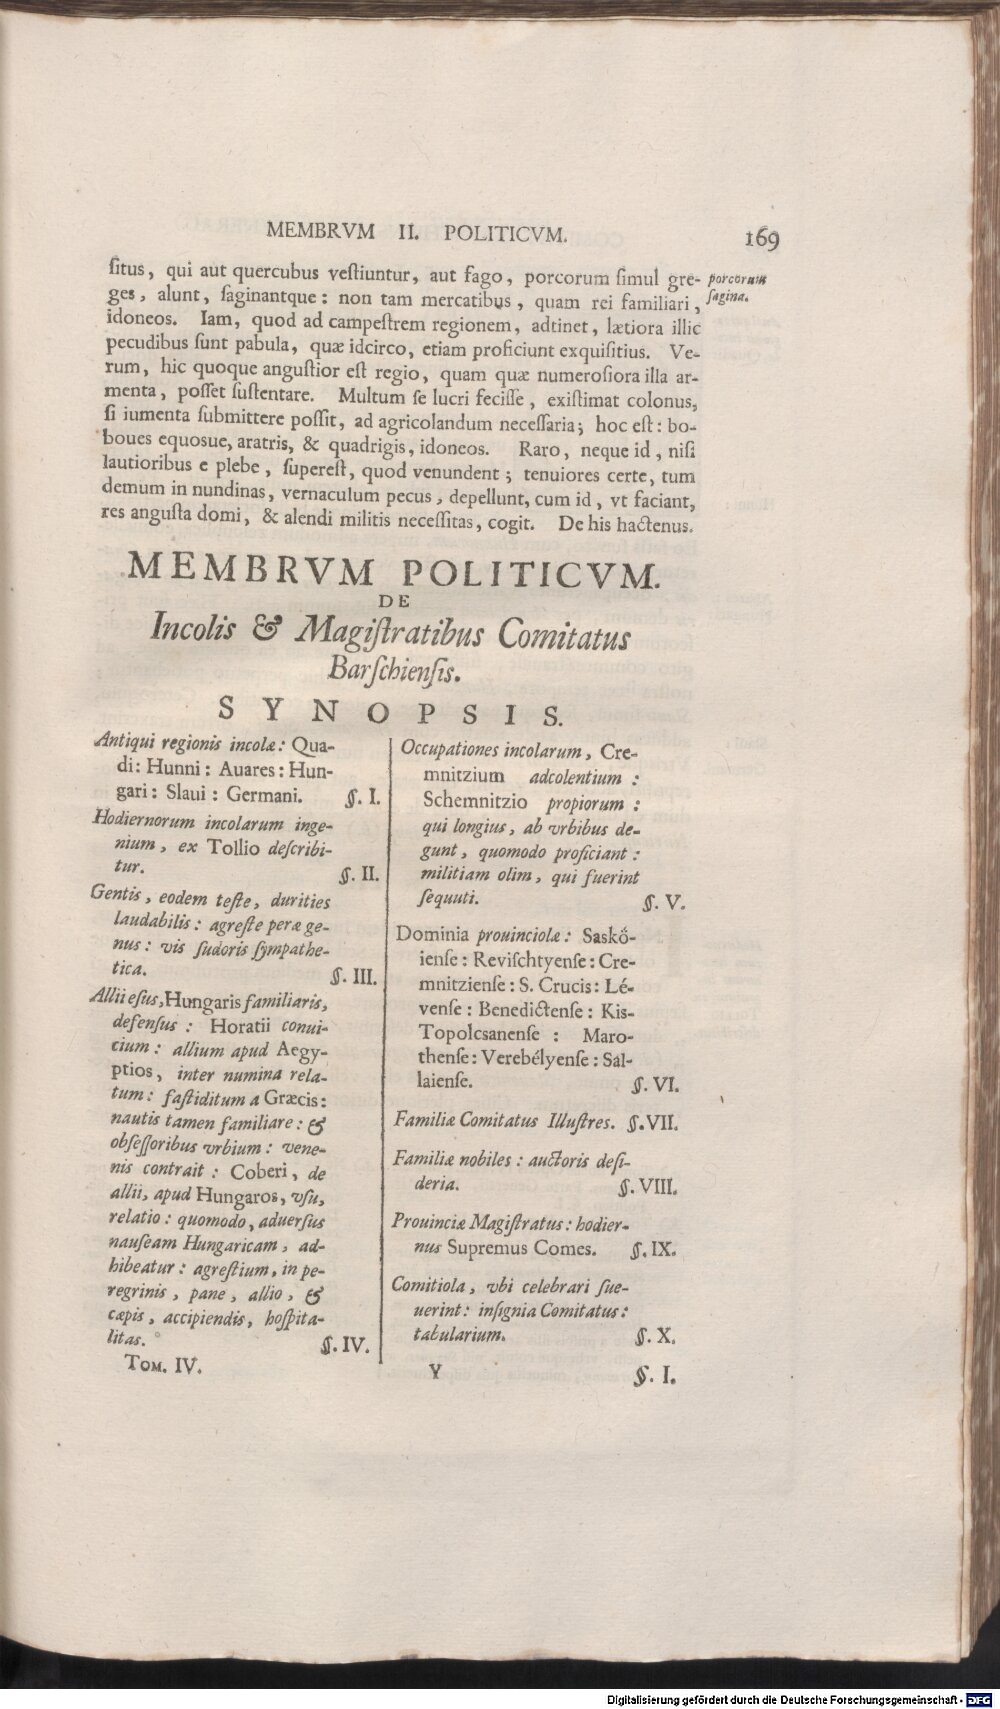 MEMBRVM II. POLITICVM. 169
ſitus, qui aut quercubus veſtiuntur, aut fago, porcorum ſimul gre-
ges, alunt, ſaginantque: non tam mercatibus, quam rei familiari,
idoneos. Iam, quod ad campeſtrem regionem, adtinet, lætiora illic
pecudibus ſunt pabula, quæ idcirco, etiam proficiunt exquiſitius. Ve-
rum, hic quoque anguſtior eſt regio, quam quæ numeroſiora illa ar-
menta, poſſet ſuſtentare. Multum ſe lucri feciſſe, exiſtimat colonus,
ſi iumenta ſubmittere poſſit, ad agricolandum neceſſaria; hoc eſt: bo-
boues equosue, aratris, & quadrigis, idoneos. Raro, neque id, niſi
lautioribus e plebe, ſupereſt, quod venundent; tenuiores certe, tum
demum in nundinas, vernaculum pecus, depellunt, cum id, vt faciant,
res anguſta domi, & alendi militis neceſſitas, cogit. De his hactenus.
porcorum
ſagina.
MEMBRVM POLITICVM.
DE
Incolis & Magiſtratibus Comitatus
Barſchienſis.
SYNOPSIS.
Antiqui regionis incolæ: Qua-
di: Hunni: Auares: Hun-
gari: Slaui: Germani. §. I.
Hodiernorum incolarum inge-
nium, ex Tollio deſcribi-
tur. §. II.
Gentis, eodem teſte, durities
laudabilis: agreſte peræ ge-
nus: vis ſudoris ſympathe-
tica. §. III.
Allii eſus, Hungaris familiaris,
defenſus: Horatii conui-
cium: allium apud Aegy-
ptios, inter numina rela-
tum: faſtiditum a Græcis:
nautis tamen familiare: &
obſeſſoribus vrbium: vene-
nis contrait: Coberi, de
allii, apud Hungaros, vſu,
relatio: quomodo, aduerſus
nauſeam Hungaricam, ad-
hibeatur: agreſtium, in pe-
regrinis, pane, allio, &
cæpis, accipiendis, hoſpita-
litas. §. IV.
Occupationes incolarum, Cre-
mnitzium adcolentium:
Schemnitzio propiorum:
qui longius, ab vrbibus de-
gunt, quomodo proficiant:
militiam olim, qui fuerint
ſequuti. §. V.
Dominia prouinciolæ: Saskő-
ienſe: Reviſchtyenſe: Cre-
mnitzienſe: S. Crucis: Lé-
venſe: Benedictenſe: Kis-
Topolcsanenſe: Maro-
thenſe: Verebélyenſe: Sal-
laienſe. §. VI.
Familiæ Comitatus Illuſtres. §. VII.
Familiæ nobiles: auctoris deſi-
deria. §. VIII.
Prouinciæ Magiſtratus: hodier-
nus Supremus Comes. §. IX.
Comitiola, vbi celebrari ſue-
uerint: inſignia Comitatus:
tabularium. §. X.
TOM. IV. Y §. I.
Digitalisierung gefördert durch die Deutsche Forschungsgemeinschaft - DFG